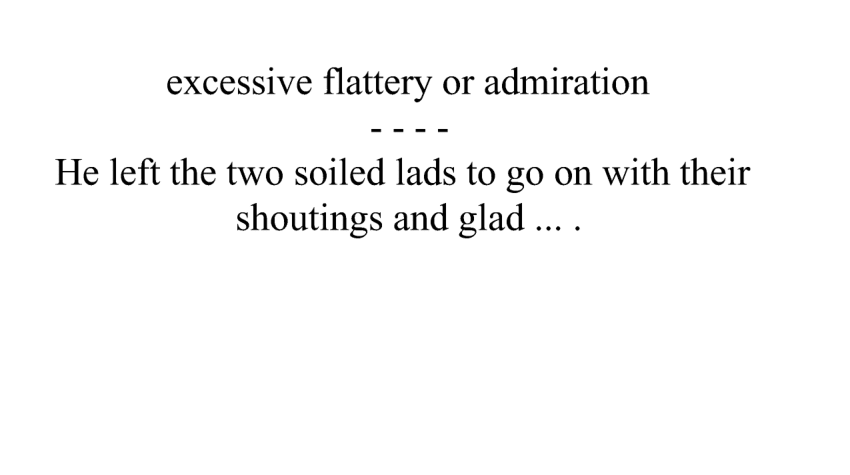 excessive flattery or admiration
- - - -
He left the two soiled lads to go on with their
shoutings and glad ... .